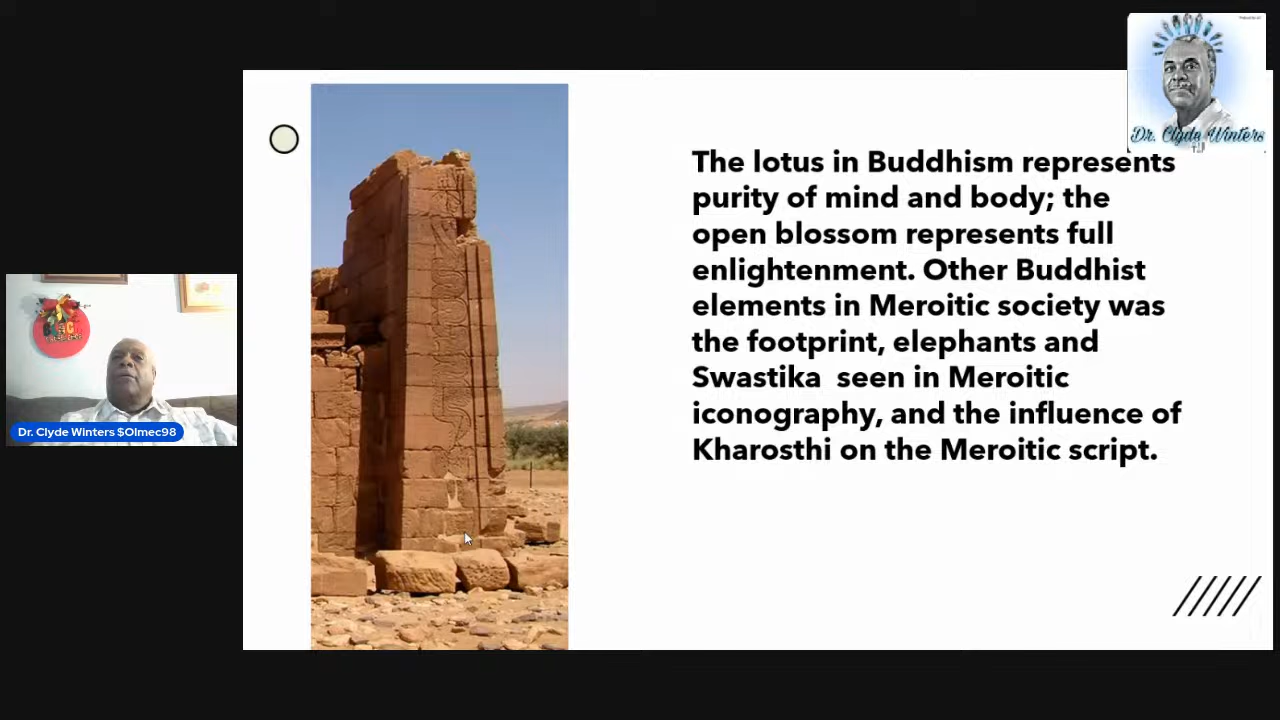 Dr. Clyde Winters
The lotus in Buddhism represents
purity of mind and body; the
open blossom represents full
enlightenment. Other Buddhist
elements in Meroitic society was
the footprint, elephants and
Swastika  seen in Meroitic
iconography, and the influence of
Kharosthi on the Meroitic script.
Dr. Clyde Winters $Olmec98